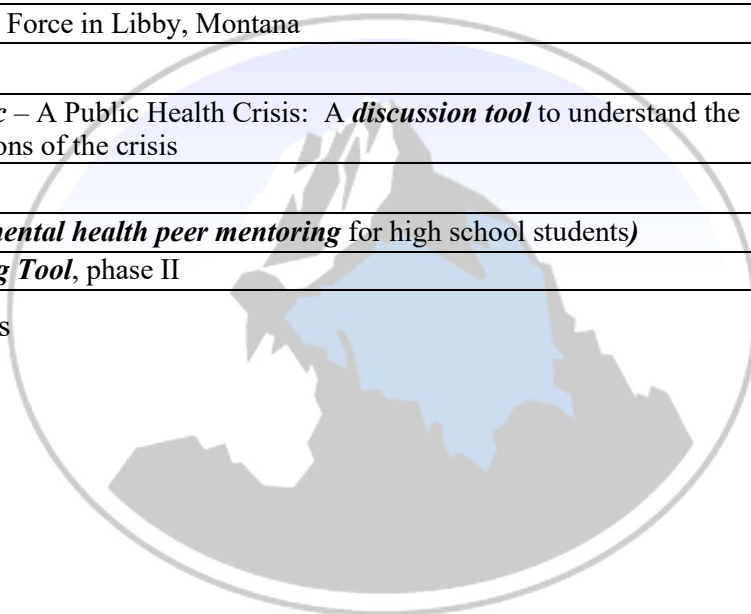 Force in Libby, Montana
c – A Public Health Crisis: A discussion tool to understand the
ons of the crisis
mental health peer mentoring for high school students)
g Tool, phase II
s